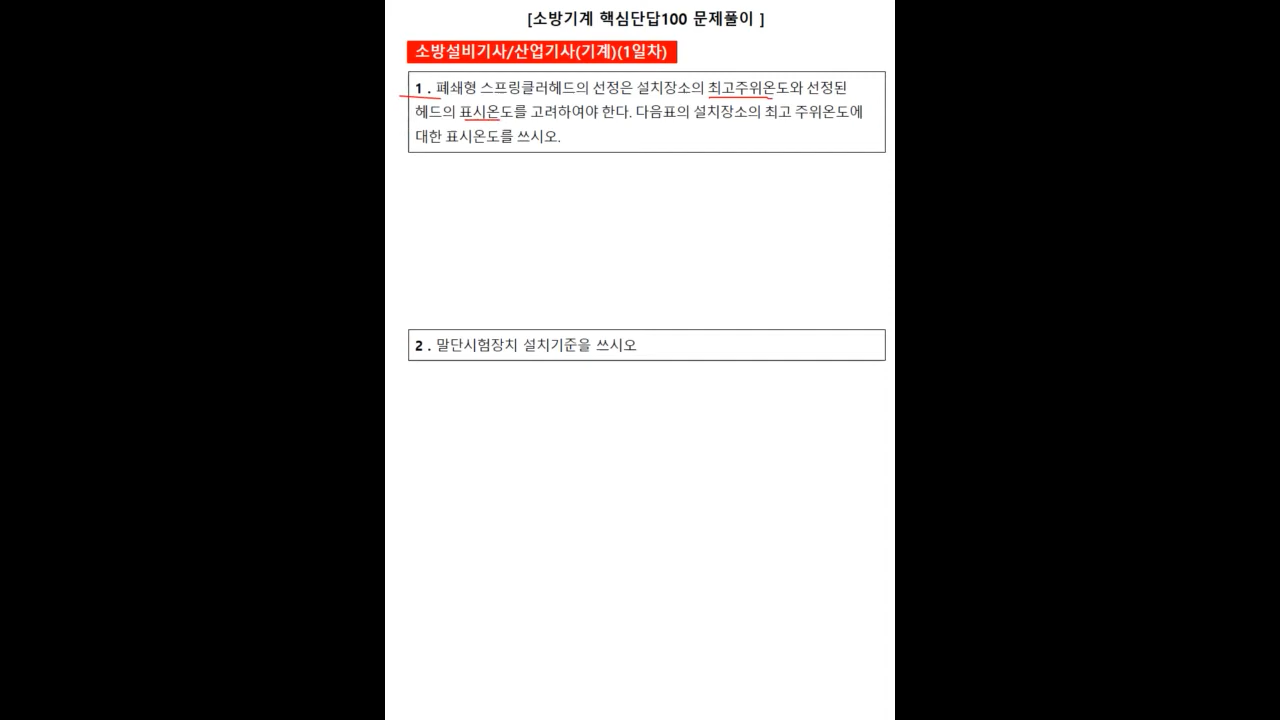 [소방기계 핵심단답100 문제풀이 ]
소방설비기사/산업기사(기계)(1일차)
1 . 폐쇄형 스프링클러헤드의 선정은 설치장소의 최고주위온도와 선정된
헤드의 표시온도를 고려하여야 한다. 다음표의 설치장소의 최고 주위온도에
대한 표시온도를 쓰시오.
2 . 말단시험장치 설치기준을 쓰시오